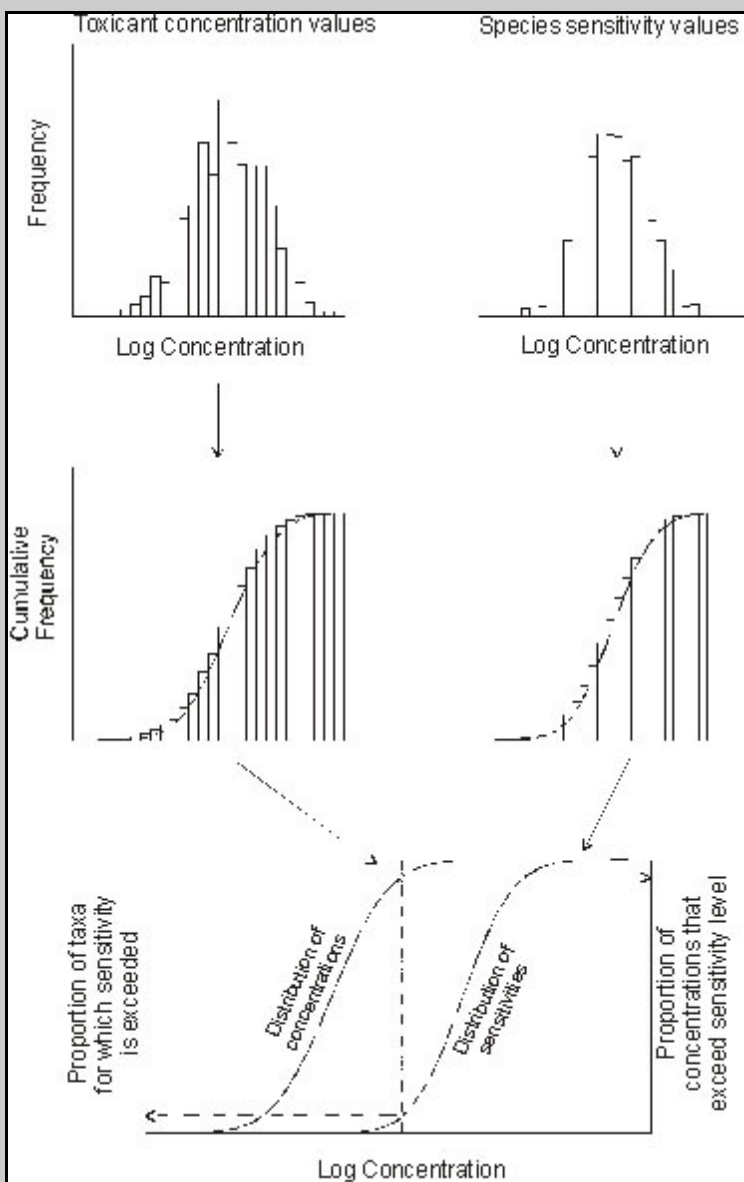 Toxicant concentration values
Species sensitivity values
Frequency
Log Concentration
Log Concentration
Cumulative
Frequency
Proportion of taxa
for which sensitivity
is exceeded
Distribution of
concentrations
Distribution of
sensitivities
Proportion of
concentrations that
exceed sensitivity level
Log Concentration